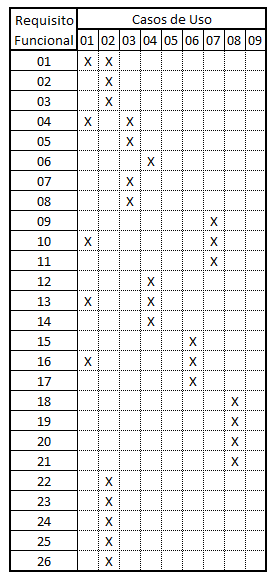 Requisito Casos de Uso
Funcional 01 02 03 04 05 06 07 08 09
01 X X
02 X
03 X
04 X X
05 X
06 X
07 X
08 X
09 X
10 X X
11 X
12 X
13 X X
14 X
15 X
16 X X
17 X
18 X
19 X
20 X
21 X
22 X
23 X
24 X
25 X
26 X